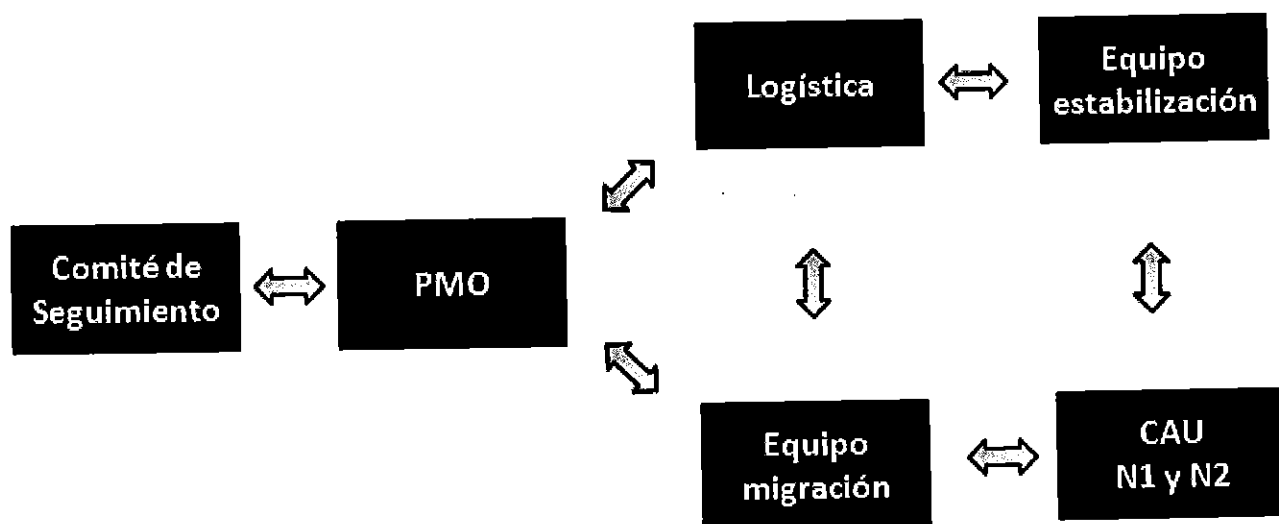 Logística
Equipo
estabilización
Comité de
Seguimiento
PMO
Equipo
migración
CAU
N1 y N2